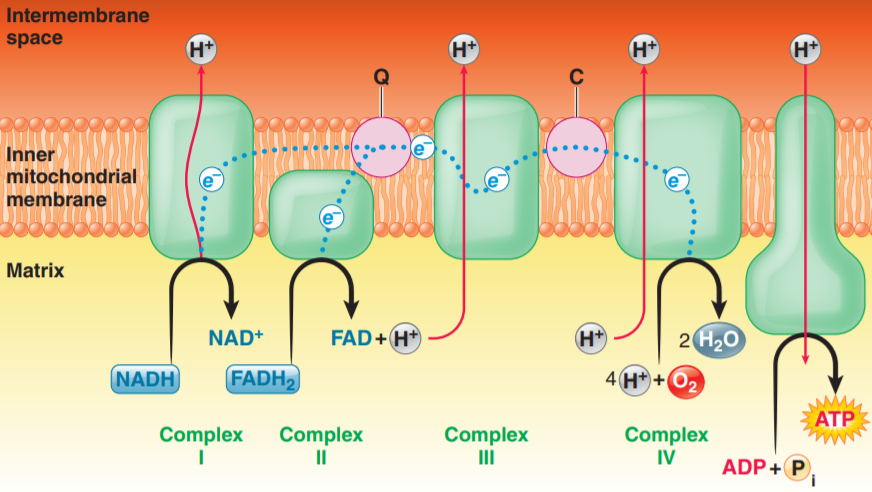 Intermembrane
space
H⁺
H⁺
H⁺
H⁺
Q
C
Inner
mitochondrial
membrane
e⁻
e⁻
e⁻
e⁻
e⁻
Matrix
NAD⁺
FAD + H⁺
H⁺
2 H₂O
NADH
FADH₂
4 H⁺ + O₂
ATP
Complex
I
Complex
II
Complex
III
Complex
IV
ADP + P i